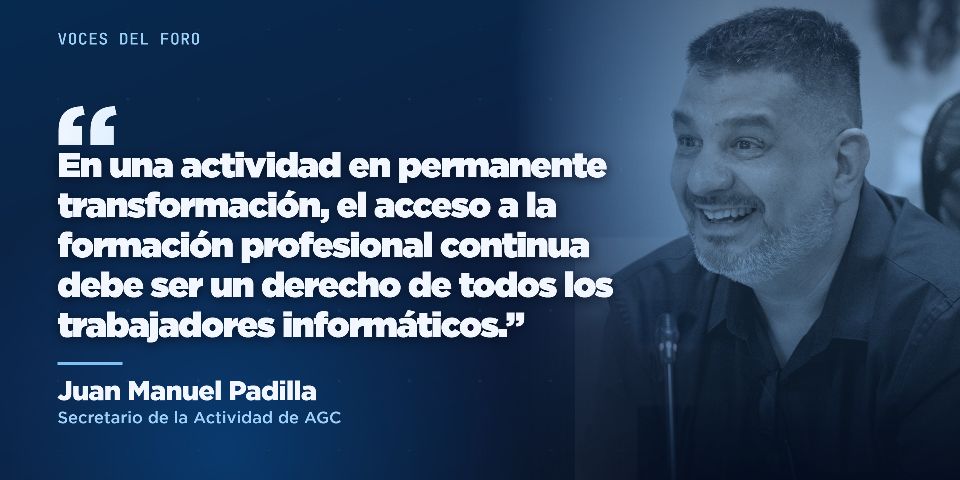 VOCES DEL FORO
“
En una actividad en permanente
transformación, el acceso a la
formación profesional continua
debe ser un derecho de todos los
trabajadores informáticos.”
Juan Manuel Padilla
Secretario de la Actividad de AGC